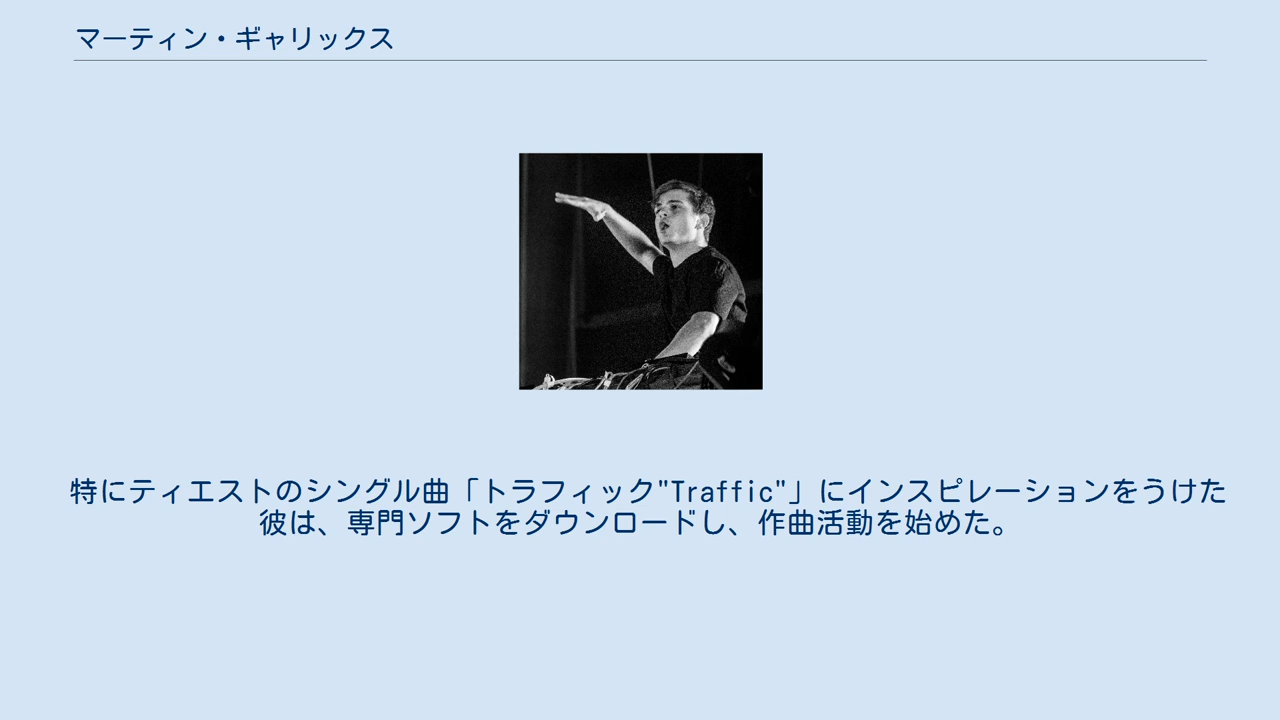 マーティン・ギャリックス
特にティエストのシングル曲「トラフィック"Traffic"」にインスピレーションをうけた
彼は、専門ソフトをダウンロードし、作曲活動を始めた。